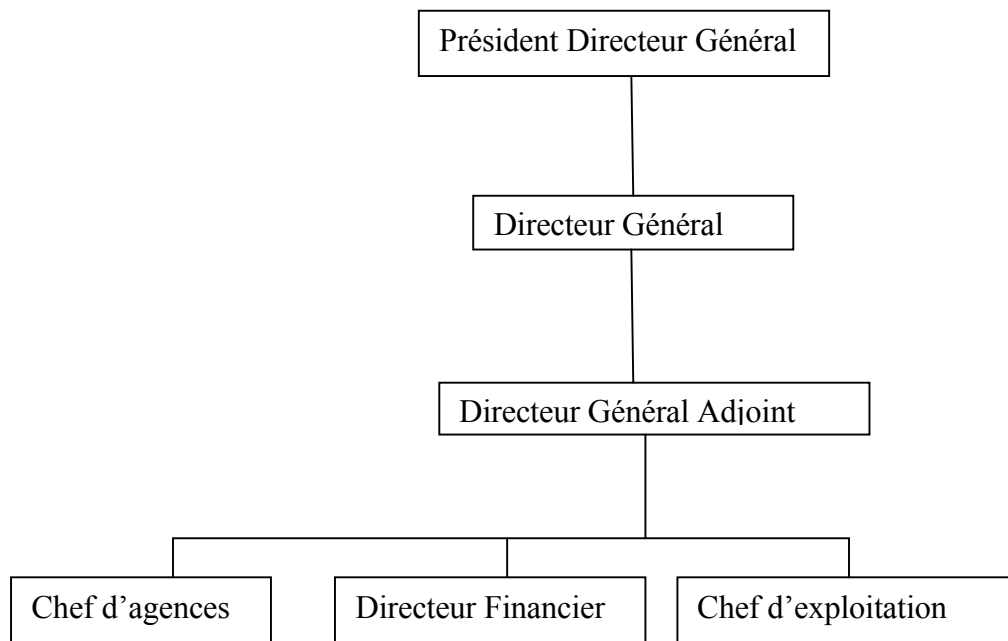 Président Directeur Général
Directeur Général
Directeur Général Adjoint
Chef d’agences
Directeur Financier
Chef d’exploitation